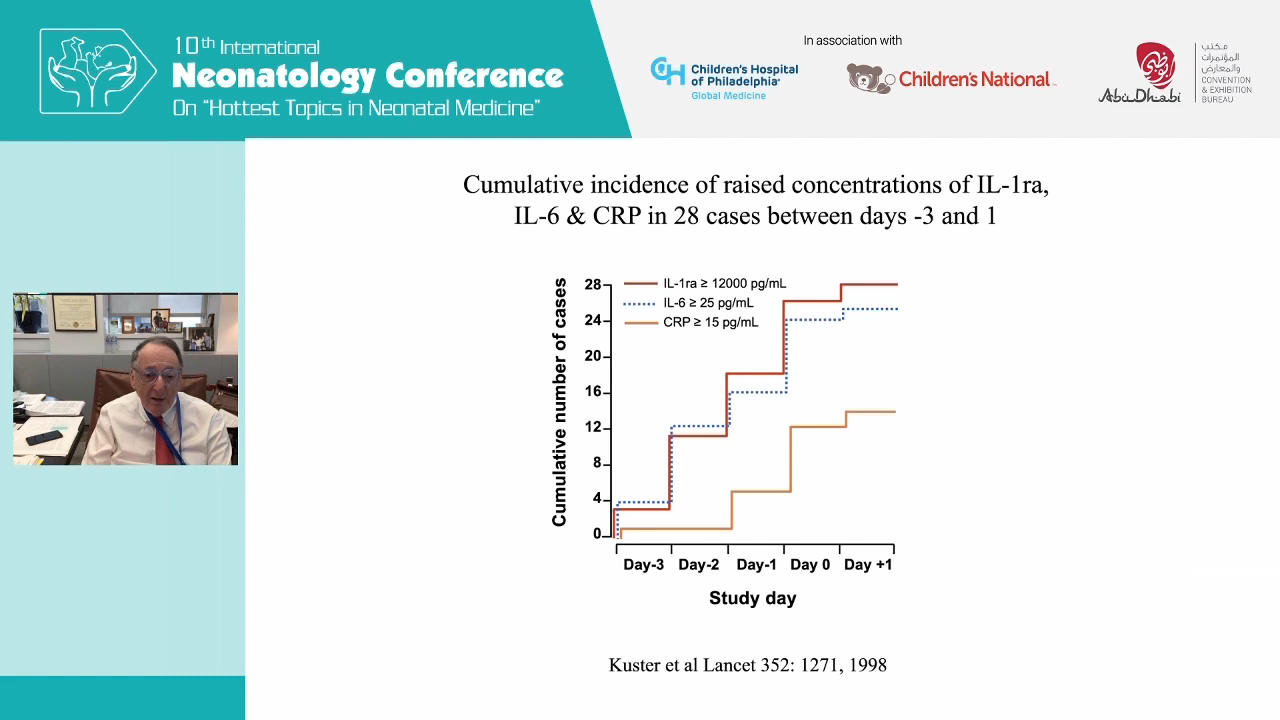 10th International
Neonatology Conference
On “Hottest Topics in Neonatal Medicine”
In association with
CH Children's Hospital
of Philadelphia
Global Medicine
Children's National
Abu Dhabi
أبوظبي
مكتب
المؤتمرات
والمعارض
CONVENTION
& EXHIBITION
BUREAU
Cumulative incidence of raised concentrations of IL-1ra,
IL-6 & CRP in 28 cases between days -3 and 1
IL-1ra ≥ 12000 pg/mL
IL-6 ≥ 25 pg/mL
CRP ≥ 15 pg/mL
Cumulative number of cases
28
24
20
16
12
8
4
0
Day-3 Day-2 Day-1 Day 0 Day +1
Study day
Kuster et al Lancet 352: 1271, 1998